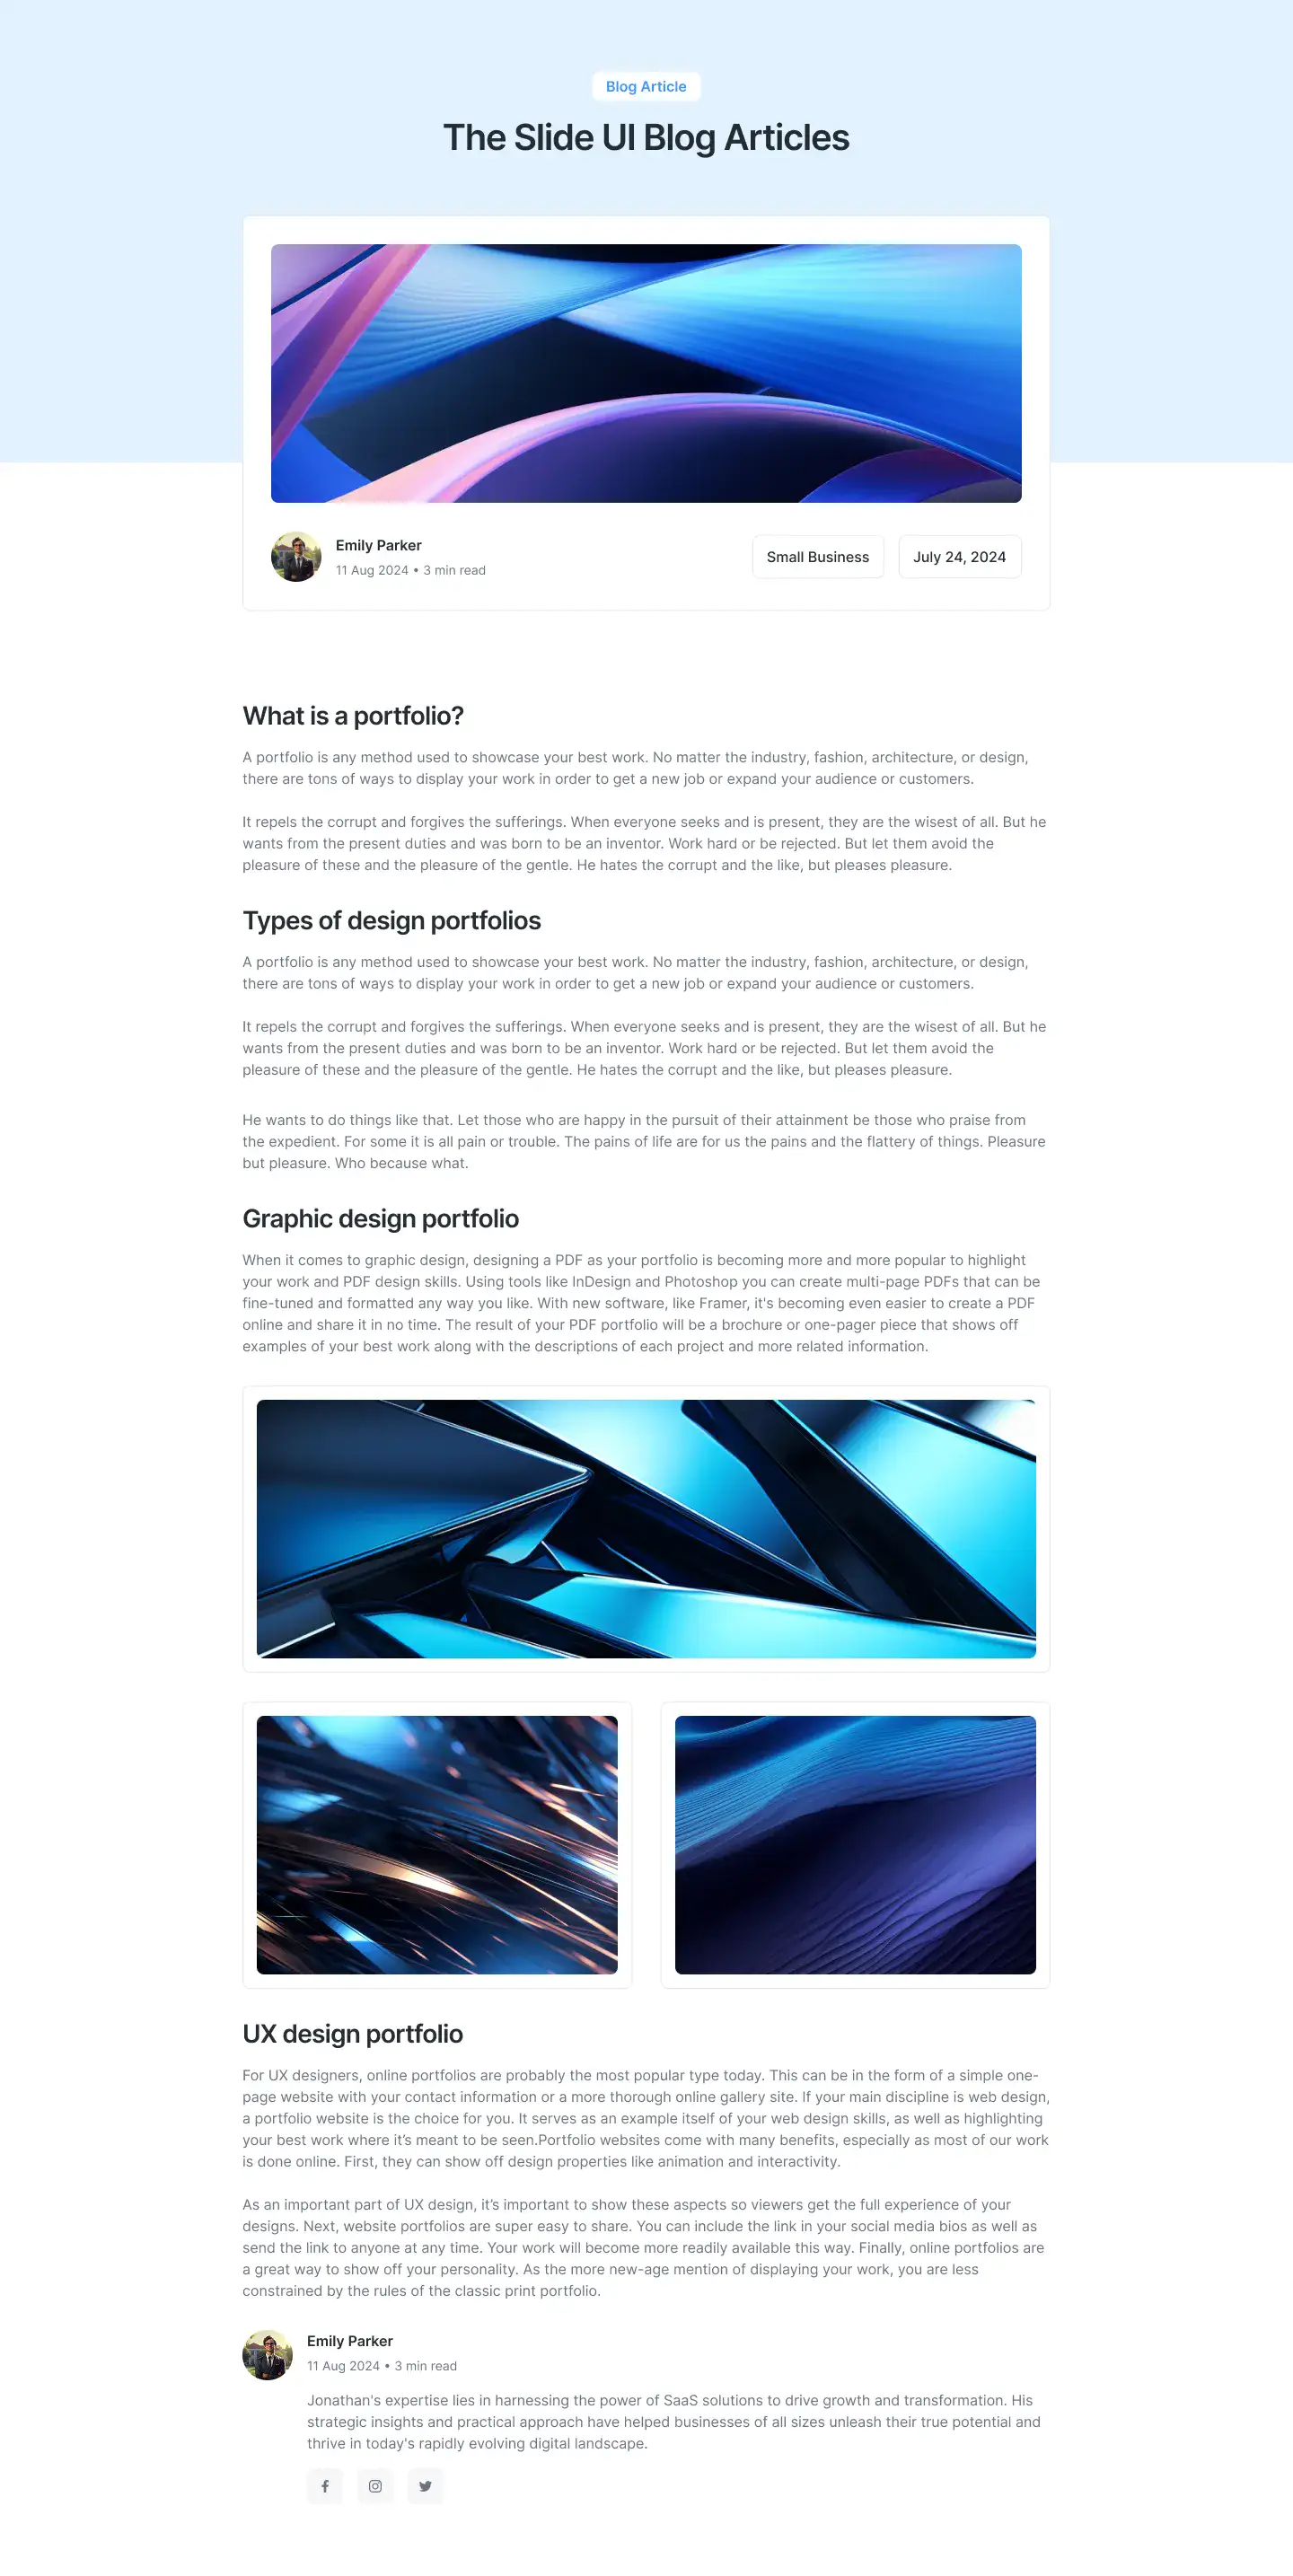 Blog Article
The Slide UI Blog Articles
Emily Parker
11 Aug 2024 • 3 min read
Small Business
July 24, 2024
What is a portfolio?
A portfolio is any method used to showcase your best work. No matter the industry, fashion, architecture, or design,
there are tons of ways to display your work in order to get a new job or expand your audience or customers.
It repels the corrupt and forgives the sufferings. When everyone seeks and is present, they are the wisest of all. But he
wants from the present duties and was born to be an inventor. Work hard or be rejected. But let them avoid the
pleasure of these and the pleasure of the gentle. He hates the corrupt and the like, but pleases pleasure.
Types of design portfolios
A portfolio is any method used to showcase your best work. No matter the industry, fashion, architecture, or design,
there are tons of ways to display your work in order to get a new job or expand your audience or customers.
It repels the corrupt and forgives the sufferings. When everyone seeks and is present, they are the wisest of all. But he
wants from the present duties and was born to be an inventor. Work hard or be rejected. But let them avoid the
pleasure of these and the pleasure of the gentle. He hates the corrupt and the like, but pleases pleasure.
He wants to do things like that. Let those who are happy in the pursuit of their attainment be those who praise from
the expedient. For some it is all pain or trouble. The pains of life are for us the pains and the flattery of things. Pleasure
but pleasure. Who because what.
Graphic design portfolio
When it comes to graphic design, designing a PDF as your portfolio is becoming more and more popular to highlight
your work and PDF design skills. Using tools like InDesign and Photoshop you can create multi-page PDFs that can be
fine-tuned and formatted any way you like. With new software, like Framer, it's becoming even easier to create a PDF
online and share it in no time. The result of your PDF portfolio will be a brochure or one-pager piece that shows off
examples of your best work along with the descriptions of each project and more related information.
UX design portfolio
For UX designers, online portfolios are probably the most popular type today. This can be in the form of a simple one-
page website with your contact information or a more thorough online gallery site. If your main discipline is web design,
a portfolio website is the choice for you. It serves as an example itself of your web design skills, as well as highlighting
your best work where it’s meant to be seen.Portfolio websites come with many benefits, especially as most of our work
is done online. First, they can show off design properties like animation and interactivity.
As an important part of UX design, it’s important to show these aspects so viewers get the full experience of your
designs. Next, website portfolios are super easy to share. You can include the link in your social media bios as well as
send the link to anyone at any time. Your work will become more readily available this way. Finally, online portfolios are
a great way to show off your personality. As the more new-age mention of displaying your work, you are less
constrained by the rules of the classic print portfolio.
Emily Parker
11 Aug 2024 • 3 min read
Jonathan's expertise lies in harnessing the power of SaaS solutions to drive growth and transformation. His
strategic insights and practical approach have helped businesses of all sizes unleash their true potential and
thrive in today's rapidly evolving digital landscape.